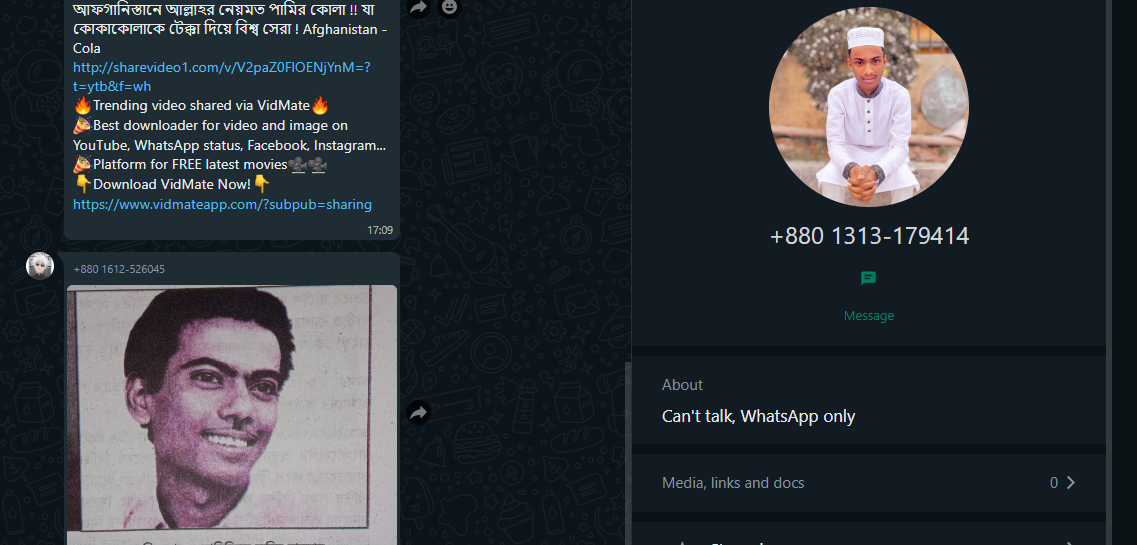 আফগানিস্তানে আল্লাহর নেয়মত পামির কোলা !! যা
কোকাকোলাকে টেক্কা দিয়ে বিশ্ব সেরা ! Afghanistan -
Cola
http://sharevideo1.com/v/V2paZ0FIOENjYnM=?
t=ytb&f=wh
🔥Trending video shared via VidMate🔥
🎉Best downloader for video and image on
YouTube, WhatsApp status, Facebook, Instagram...
🎉Platform for FREE latest movies🎥🎥
👇Download VidMate Now!👇
https://www.vidmateapp.com/?subpub=sharing
17:09
+880 1612-526045
+880 1313-179414
Message
About
Can't talk, WhatsApp only
Media, links and docs
0